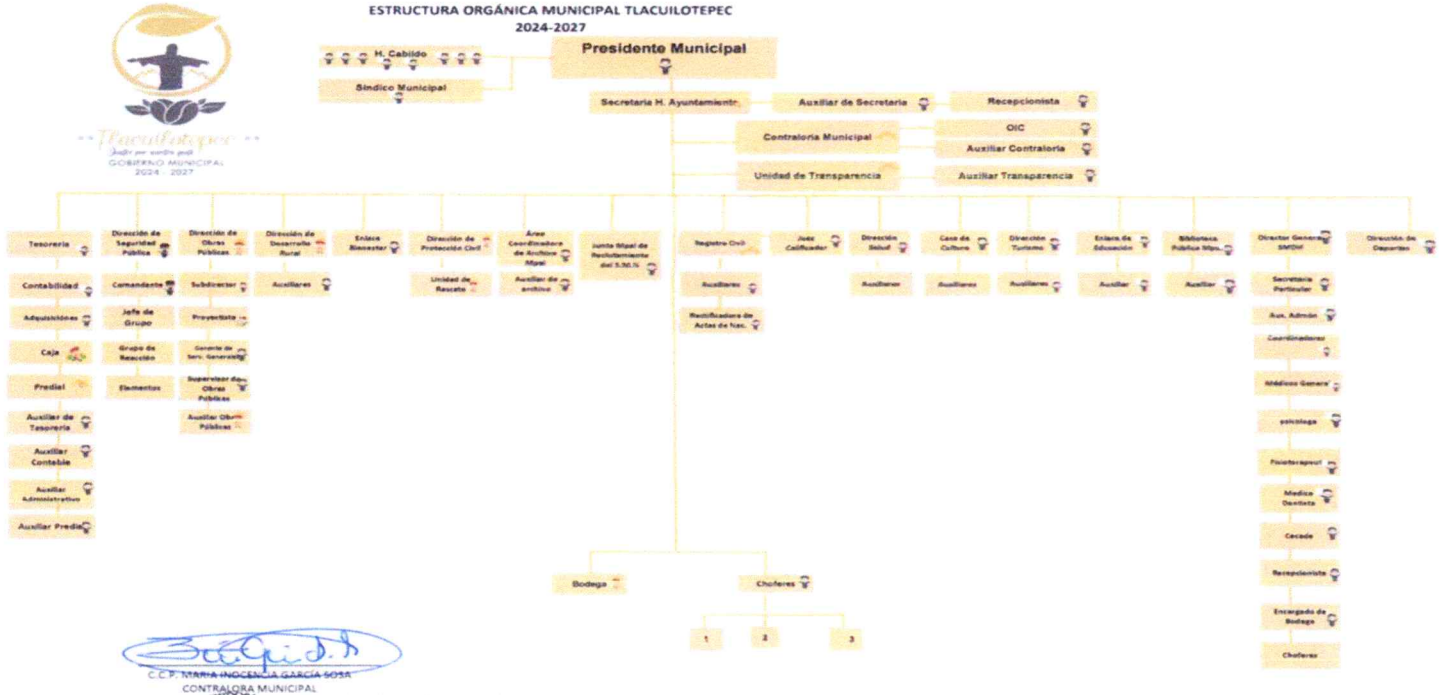 ESTRUCTURA ORGÁNICA MUNICIPAL TLACUILOTEPEC
2024-2027
Tlacuilotepec
GOBIERNO MUNICIPAL
2024 - 2027
H. Cabildo
Presidente Municipal
Sindico Municipal
Secretaria H. Ayuntamiento
Auxiliar de Secretaria
Recepcionista
Contraloría Municipal
OIC
Auxiliar Contraloría
Unidad de Transparencia
Auxiliar Transparencia
Tesorería
Contabilidad
Adquisiciónes
Caja
Predial
Auxiliar de
Tesorería
Auxiliar
Contable
Auxiliar
Administrativo
Auxiliar Predial
Dirección de
Seguridad
Pública
Comandante
Jefe de
Grupo
Grupo de
Reacción
Elementos
Dirección de
Obras
Públicas
Subdirector
Proyectista
Gerente de
Serv. Generales
Supervisor de
Obras
Públicas
Auxiliar Obras
Públicas
Dirección de
Desarrollo
Rural
Auxiliares
Enlace
Bienestar
Dirección de
Protección Civil
Unidad de
Rescate
Área
Coordinadora
de Archivo
Mpal
Auxiliar de
archivo
Junta Mpal de
Reclutamiento
del S.M.N
Registro Civil
Auxiliares
Rectificadora de
Actas de Nac.
Juez
Calificador
Dirección
Salud
Auxiliares
Casa de
Cultura
Auxiliares
Dirección
Turismo
Auxiliares
Enlace de
Educación
Auxiliar
Biblioteca
Pública Mpa.
Auxiliar
Director General
SMDIF
Secretaria
Particular
Aux. Admón
Coordinadores
Médicos General
psicologa
Fisioterapeut
Medico
Dentista
Cecade
Recepcionista
Encargado de
Bodega
Choferes
Dirección de
Deportes
Bodega
Choferes
1
2
3
C.C.P. MARIA INOCENCIA GARCÍA SOSA
CONTRALORA MUNICIPAL